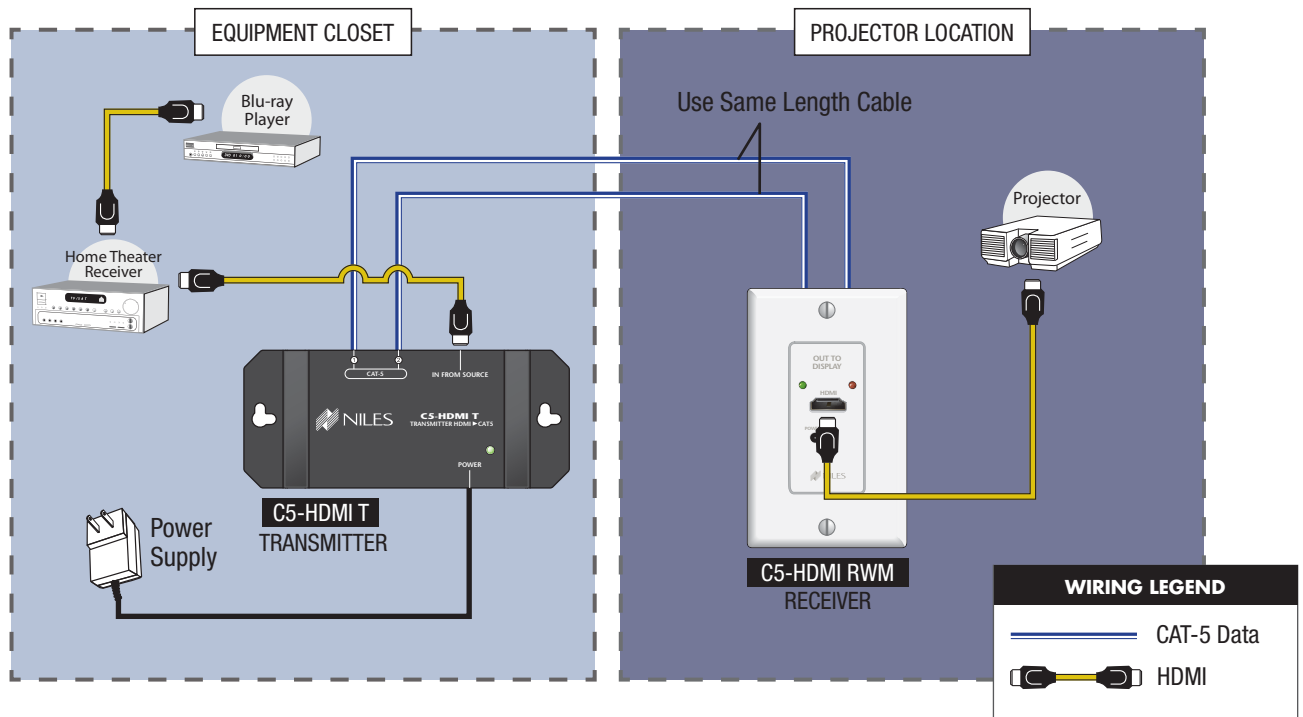 EQUIPMENT CLOSET
PROJECTOR LOCATION
Blu-ray
Player
Use Same Length Cable
Projector
Home Theater
Receiver
1
2
CAT-5
IN FROM SOURCE
NILES
C5-HDMI T
TRANSMITTER HDMI ▶ CAT5
POWER
OUT TO
DISPLAY
HDMI
NILES
Power
Supply
C5-HDMI T
TRANSMITTER
C5-HDMI RWM
RECEIVER
WIRING LEGEND
CAT-5 Data
HDMI